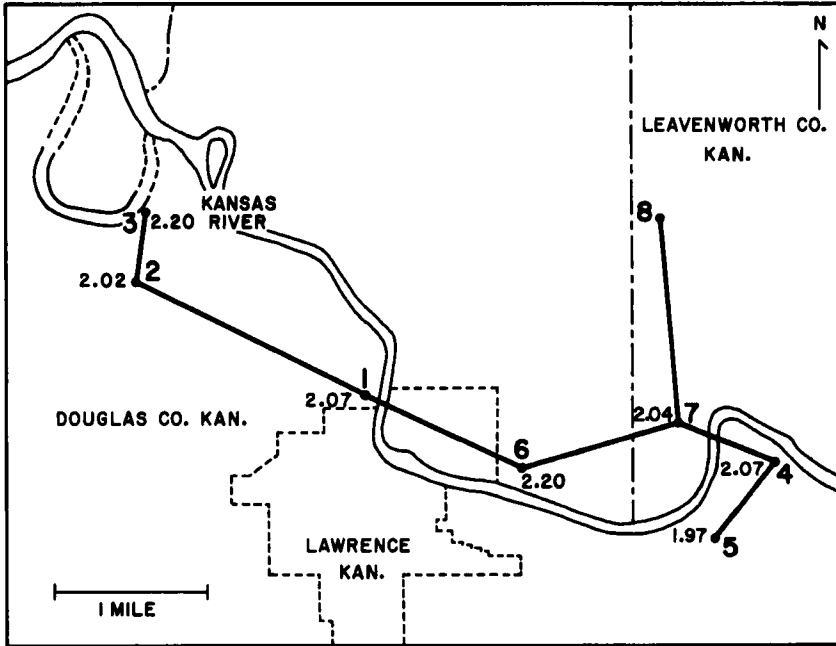 N
LEAVENWORTH CO.
KAN.
8
KANSAS
RIVER
3
2.20
2
2.02
1
2.07
DOUGLAS CO. KAN.
7
2.04
6
2.20
2.07
4
1.97
5
LAWRENCE
KAN.
1 MILE